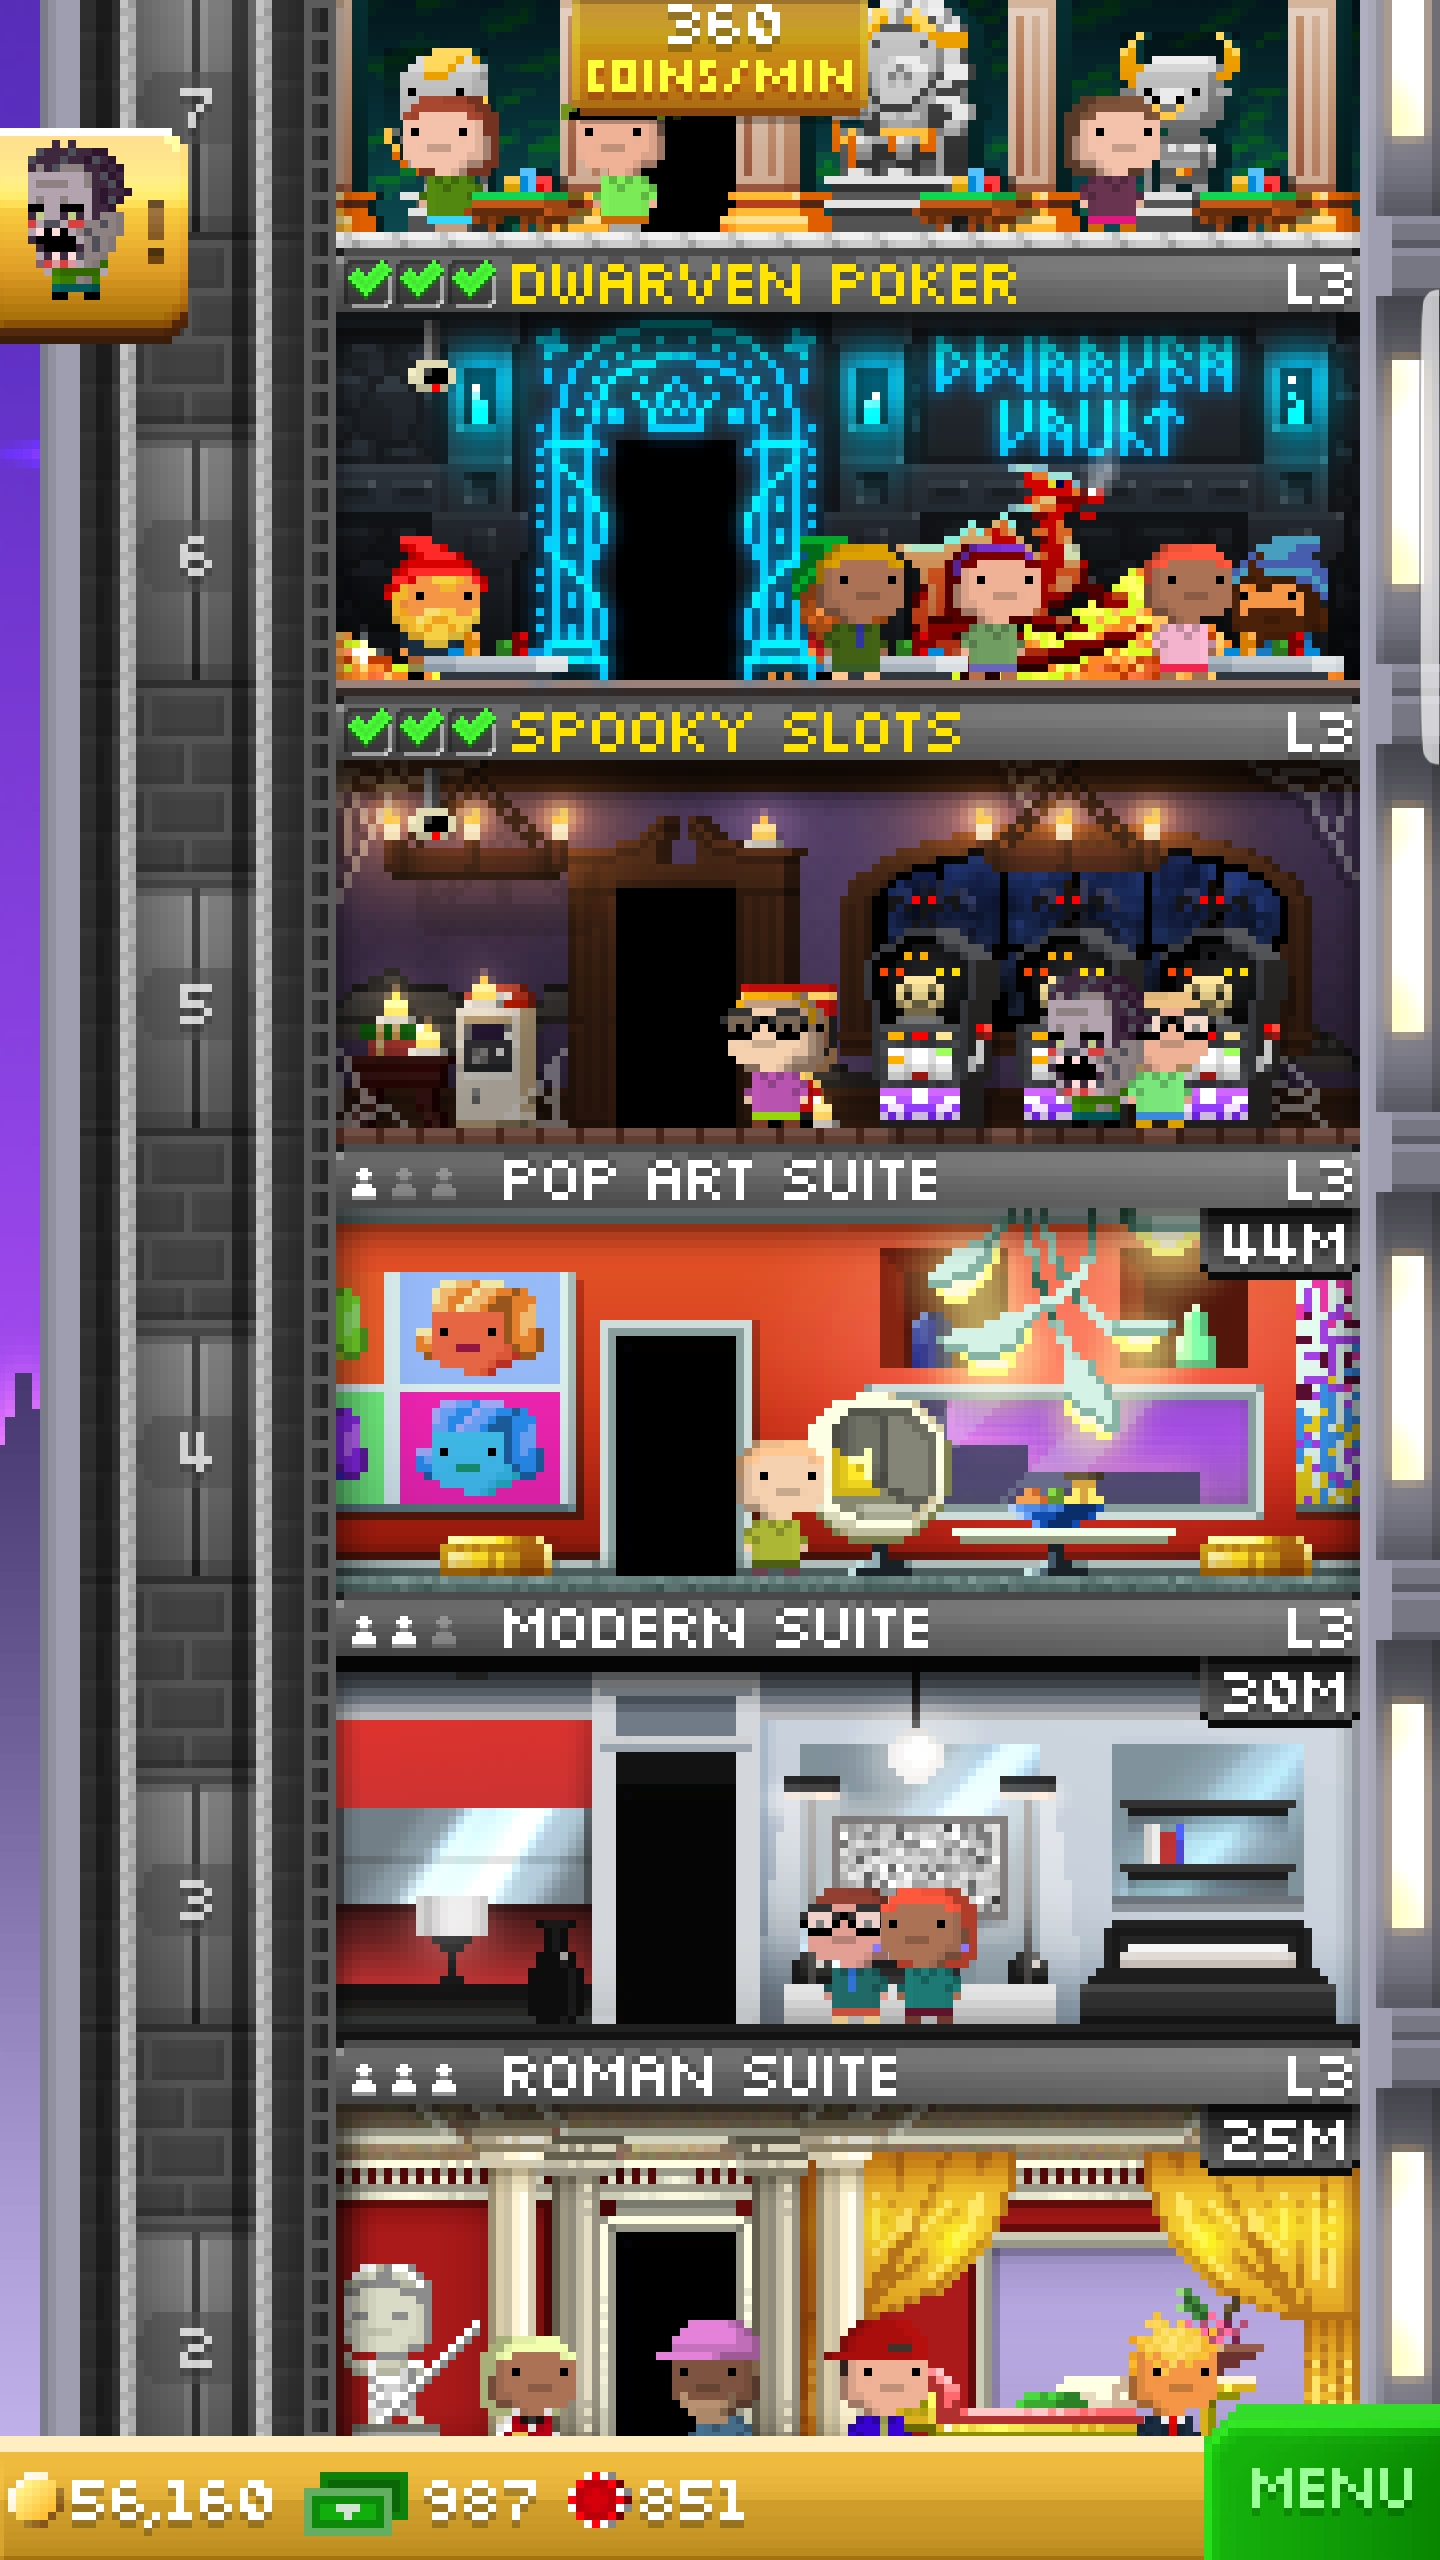 360
COINS/MIN
7
!
DWARVEN POKER L3
DWARVEN
VAULT
6
SPOOKY SLOTS L3
5
POP ART SUITE L3
44M
4
MODERN SUITE L3
30M
3
ROMAN SUITE L3
25M
2
56,160 987 851
MENU